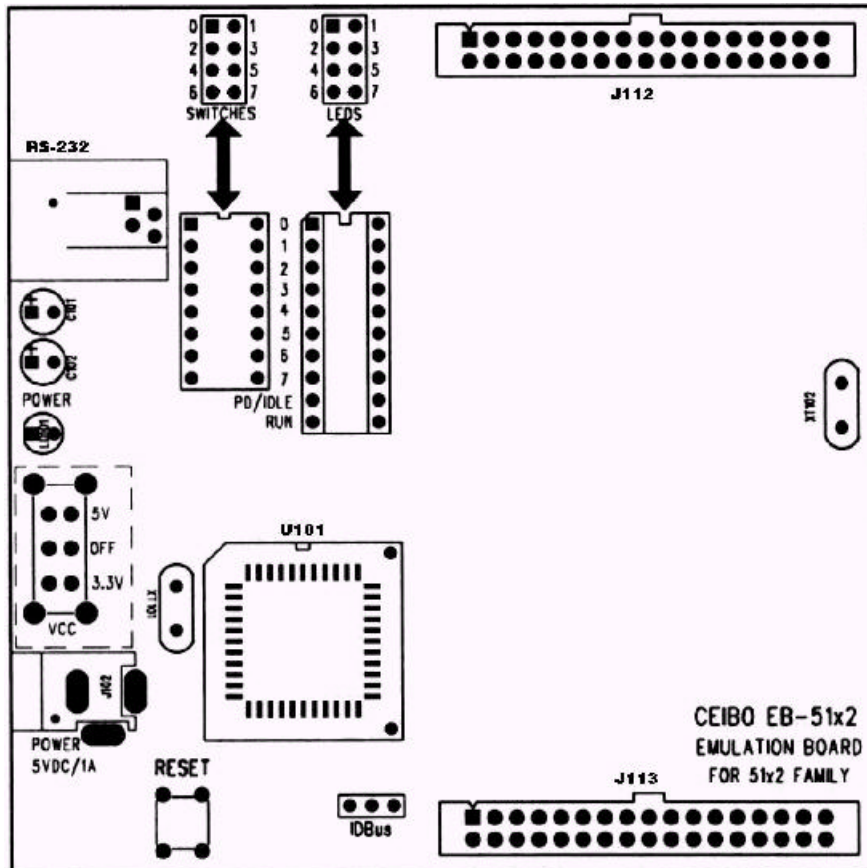 0 1
2 3
4 5
6 7
SWITCHES
0 1
2 3
4 5
6 7
LEDS
J112
RS-232
0
1
2
3
4
5
6
7
PD/IDLE
RUN
C101
C102
POWER
XT102
5V
OFF
3.3V
VCC
XT101
U101
J102
POWER
5VDC/1A
RESET
IDBus
CEIBO EB-51x2
EMULATION BOARD
FOR 51x2 FAMILY
J113